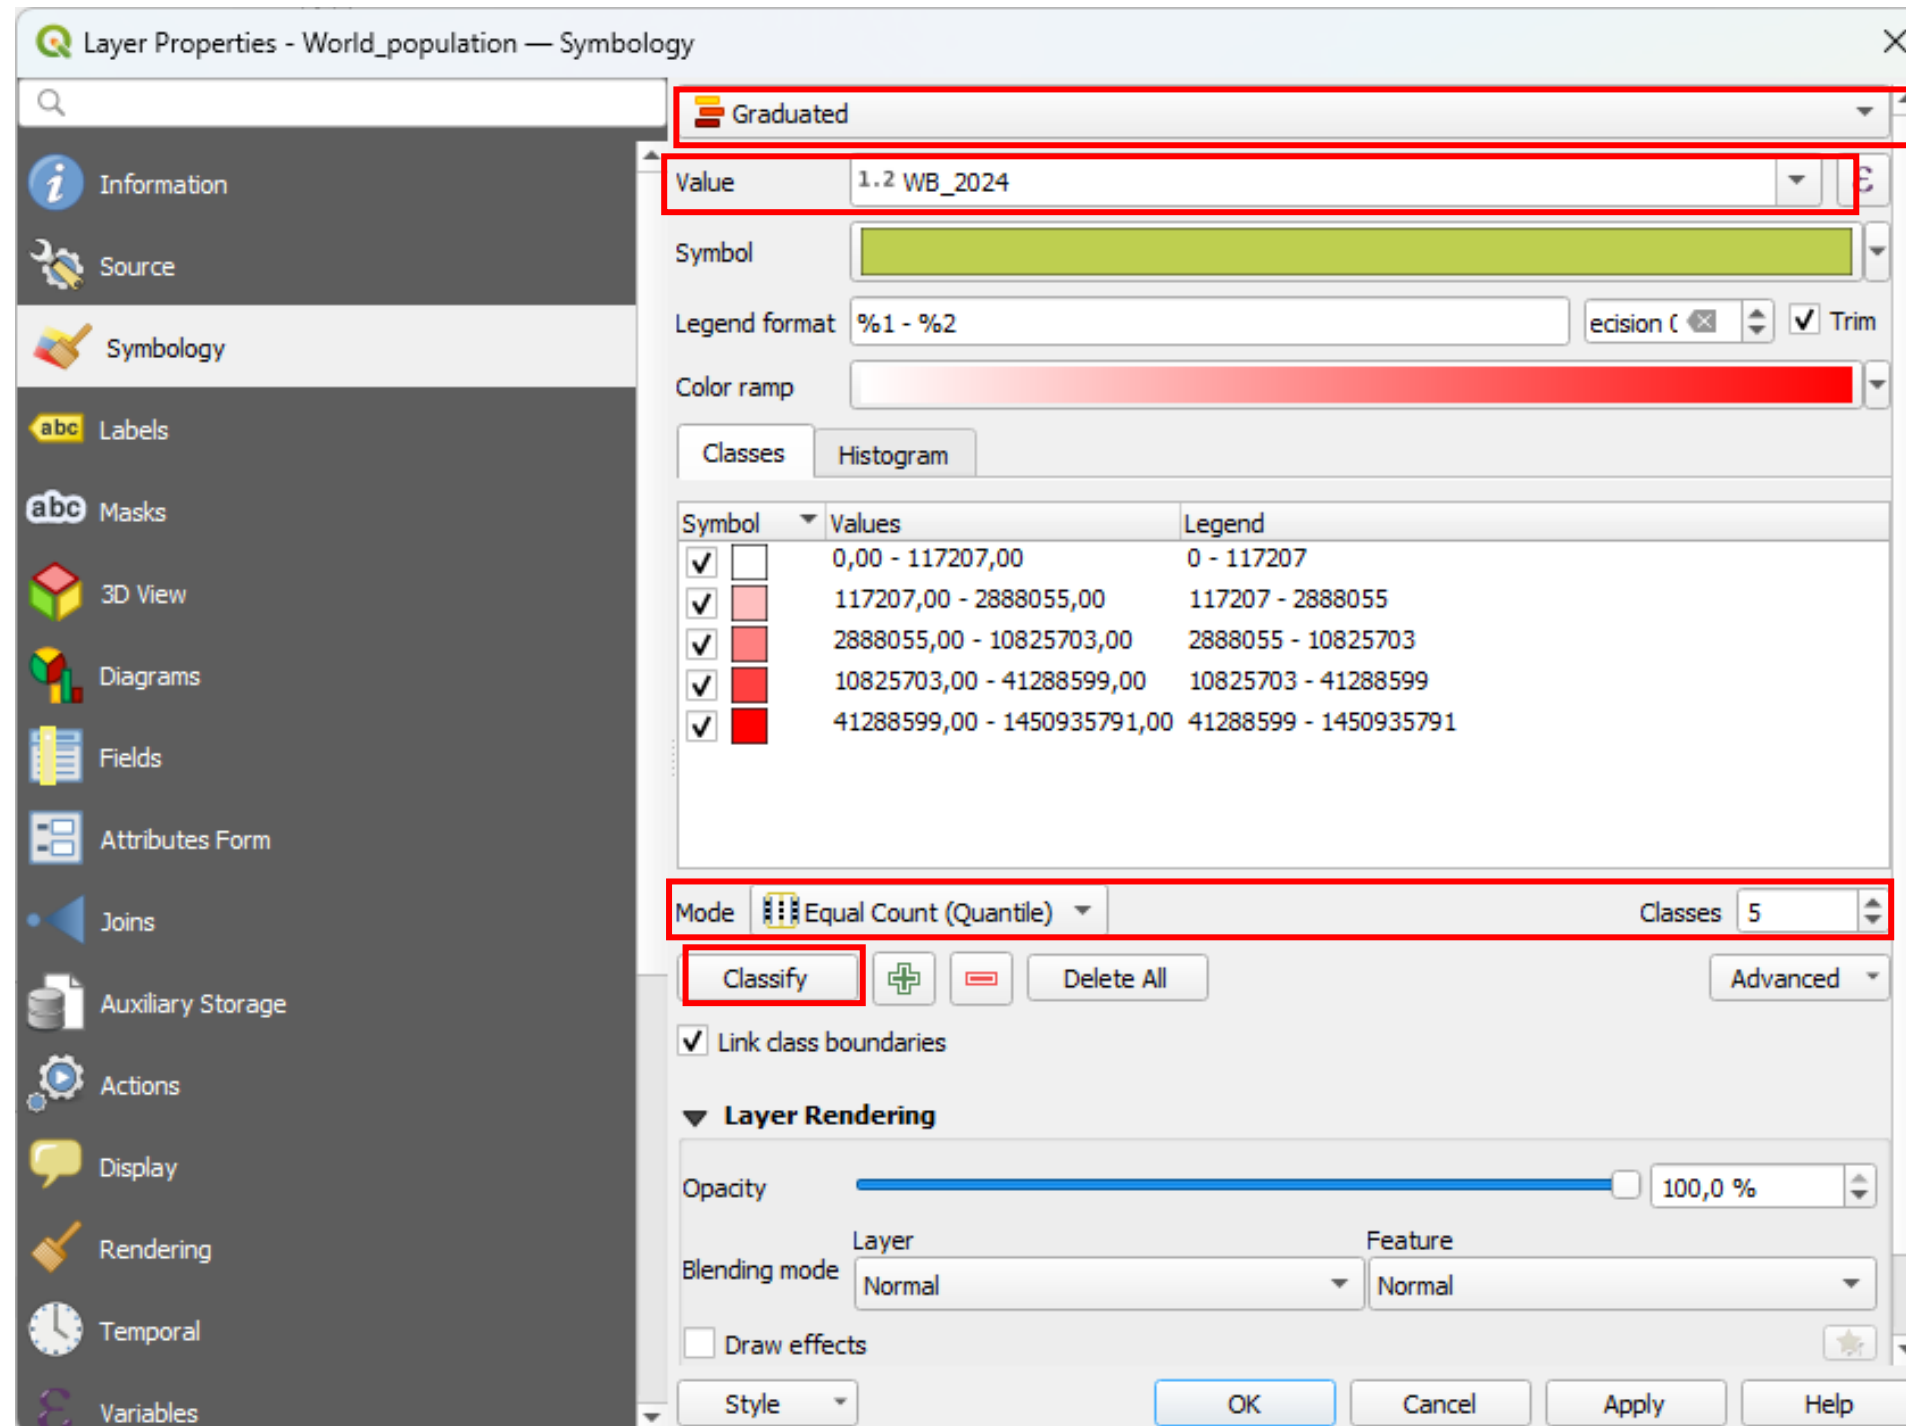 Layer Properties - World_population — Symbology
Information
Source
Symbology
abc Labels
abc Masks
3D View
Diagrams
Fields
Attributes Form
Joins
Auxiliary Storage
Actions
Display
Rendering
Temporal
Variables
Graduated
Value 1.2 WB_2024 ε
Symbol
Legend format %1 - %2 ecision 0 Trim
Color ramp
Classes Histogram
Symbol Values Legend
0,00 - 117207,00 0 - 117207
117207,00 - 2888055,00 117207 - 2888055
2888055,00 - 10825703,00 2888055 - 10825703
10825703,00 - 41288599,00 10825703 - 41288599
41288599,00 - 1450935791,00 41288599 - 1450935791
Mode Equal Count (Quantile) Classes 5
Classify Delete All Advanced
Link class boundaries
Layer Rendering
Opacity 100,0 %
Layer Feature
Blending mode Normal Normal
Draw effects
Style OK Cancel Apply Help